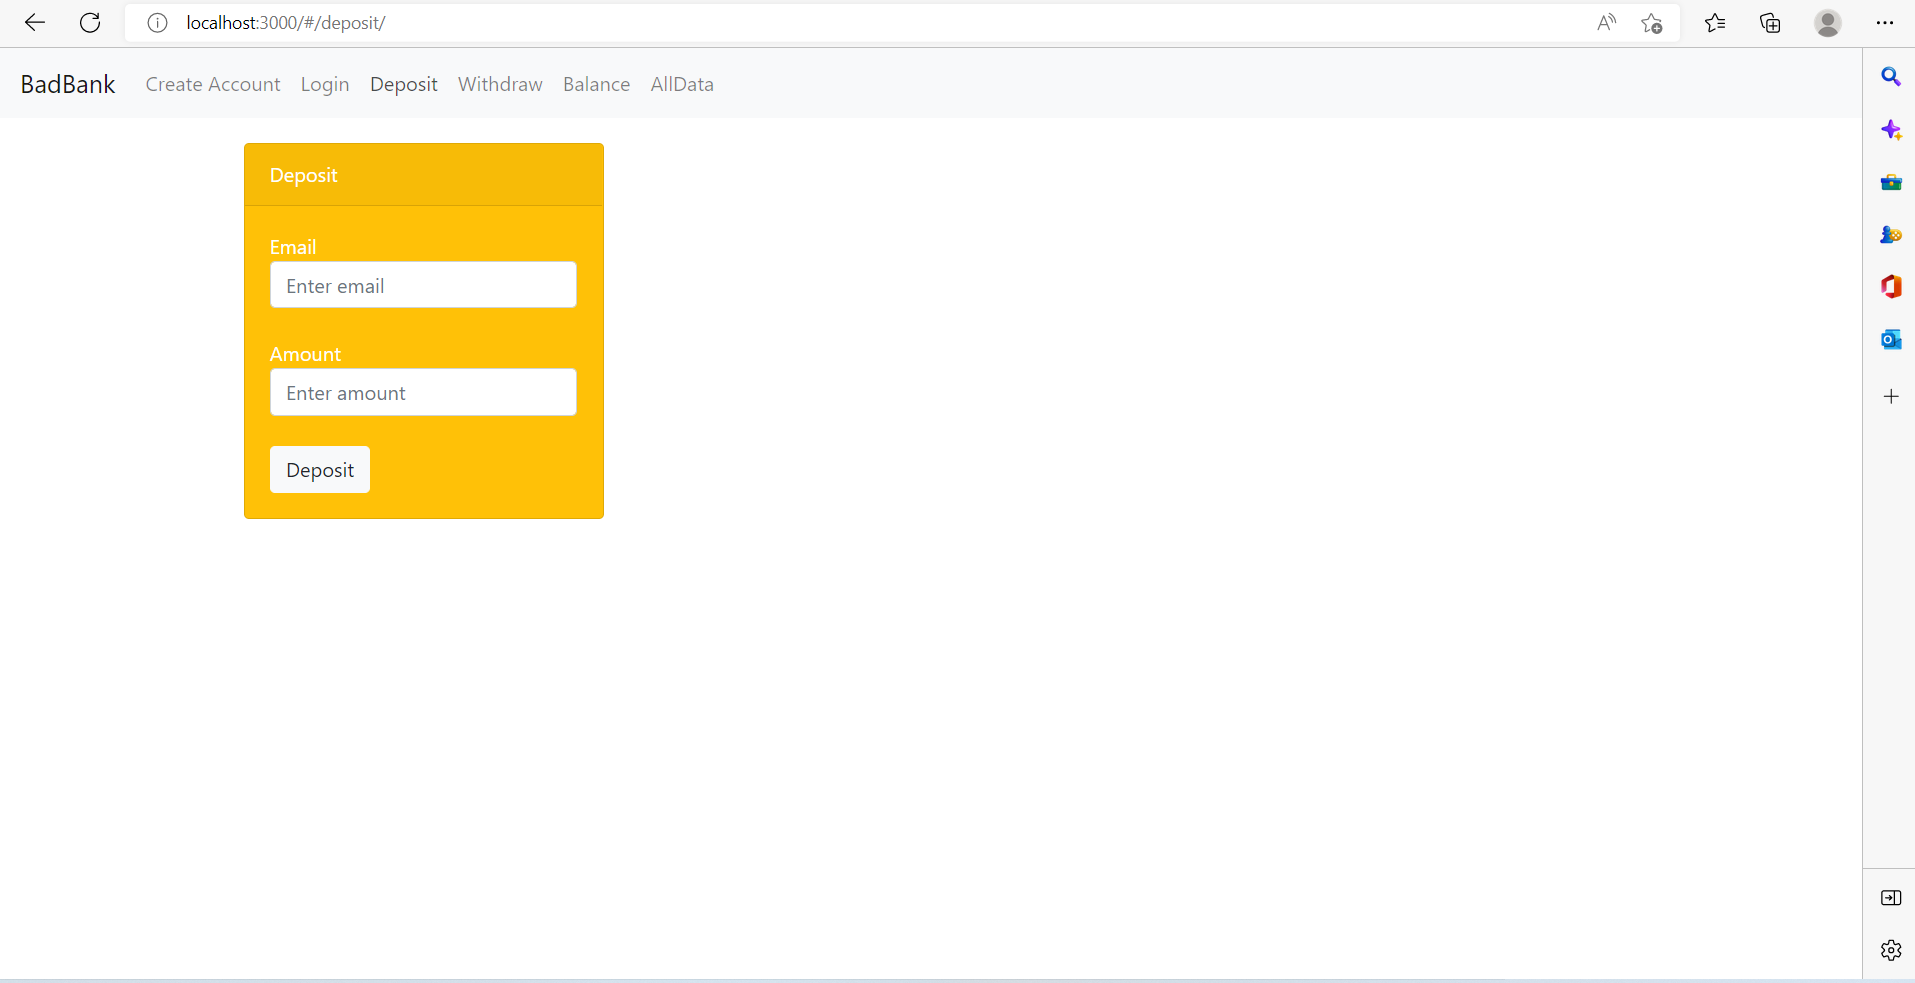 localhost:3000/#/deposit/
BadBank Create Account Login Deposit Withdraw Balance AllData
Deposit
Email
Enter email
Amount
Enter amount
Deposit